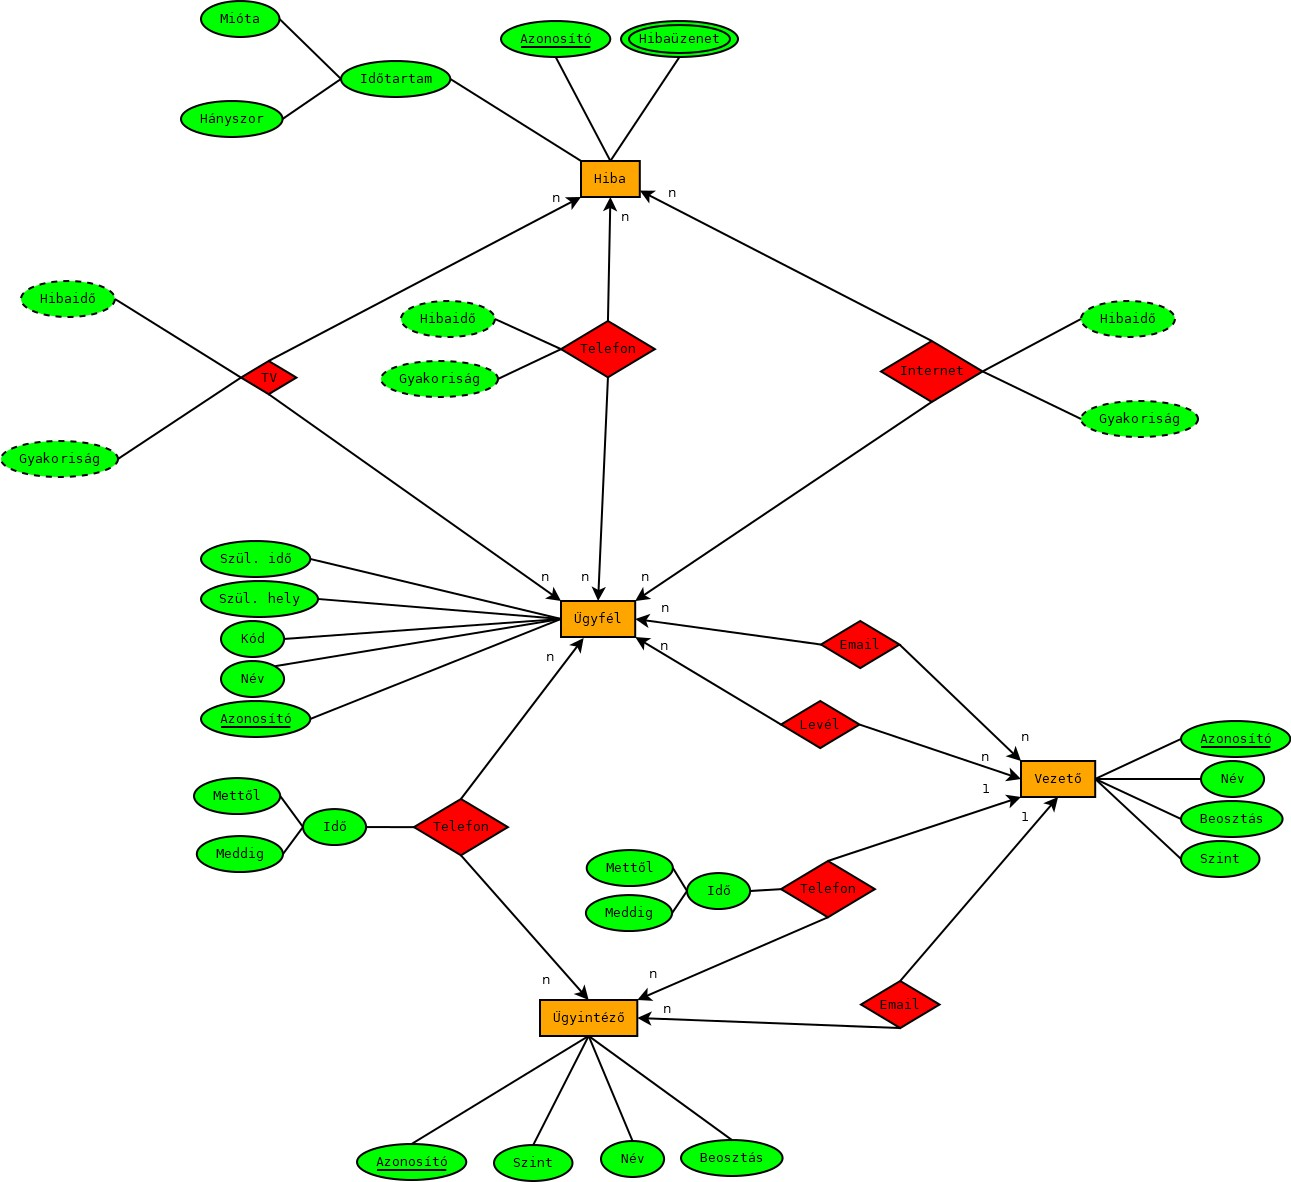 Mióta
Azonosító
Hibaüzenet
Időtartam
Hányszor
Hiba
n
n
n
Hibaidő
Hibaidő
Hibaidő
Telefon
Internet
TV
Gyakoriság
Gyakoriság
Gyakoriság
Szül. idő
n
n
n
Szül. hely
n
Ügyfél
Kód
Email
n
n
Név
Azonosító
Levél
n
Azonosító
n
Vezető
Név
Mettől
1
1
Beosztás
Idő
Telefon
Meddig
Szint
Mettől
Idő
Telefon
Meddig
n
n
Email
n
Ügyintéző
Azonosító
Szint
Név
Beosztás